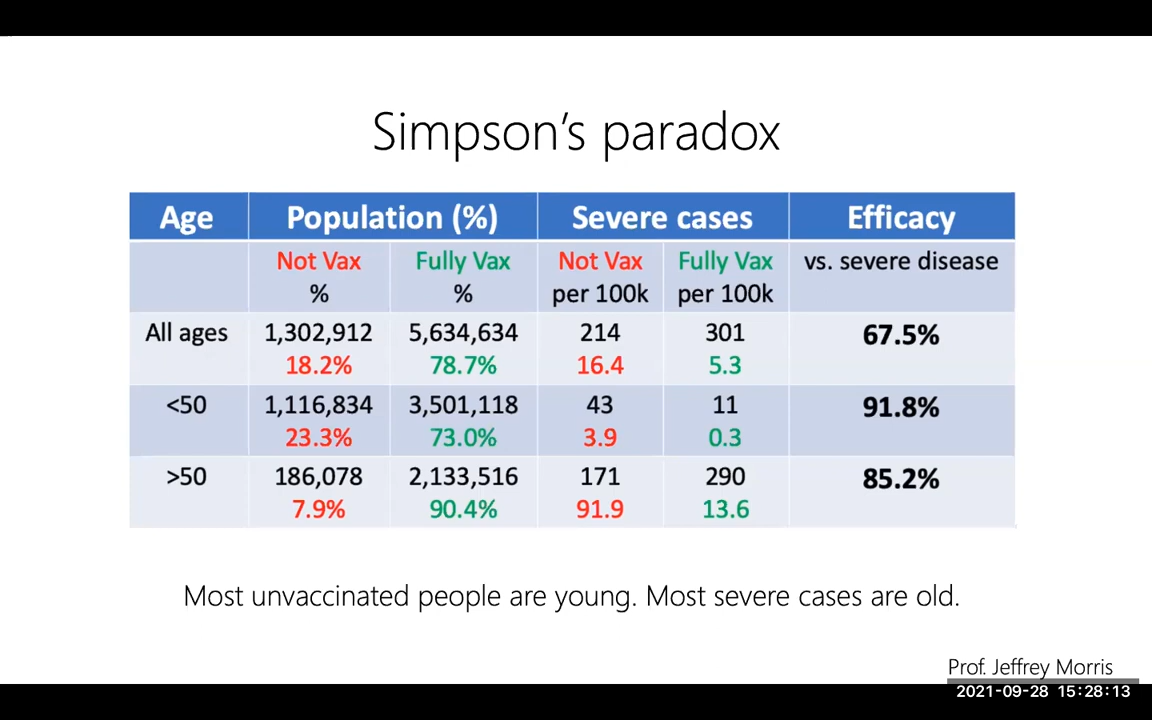 Simpson's paradox
Age Population (%) Severe cases Efficacy
Not Vax Fully Vax Not Vax Fully Vax vs. severe disease
% % per 100k per 100k
All ages 1,302,912 5,634,634 214 301 67.5%
18.2% 78.7% 16.4 5.3
<50 1,116,834 3,501,118 43 11 91.8%
23.3% 73.0% 3.9 0.3
>50 186,078 2,133,516 171 290 85.2%
7.9% 90.4% 91.9 13.6
Most unvaccinated people are young. Most severe cases are old.
Prof. Jeffrey Morris
2021-09-28 15:28:13